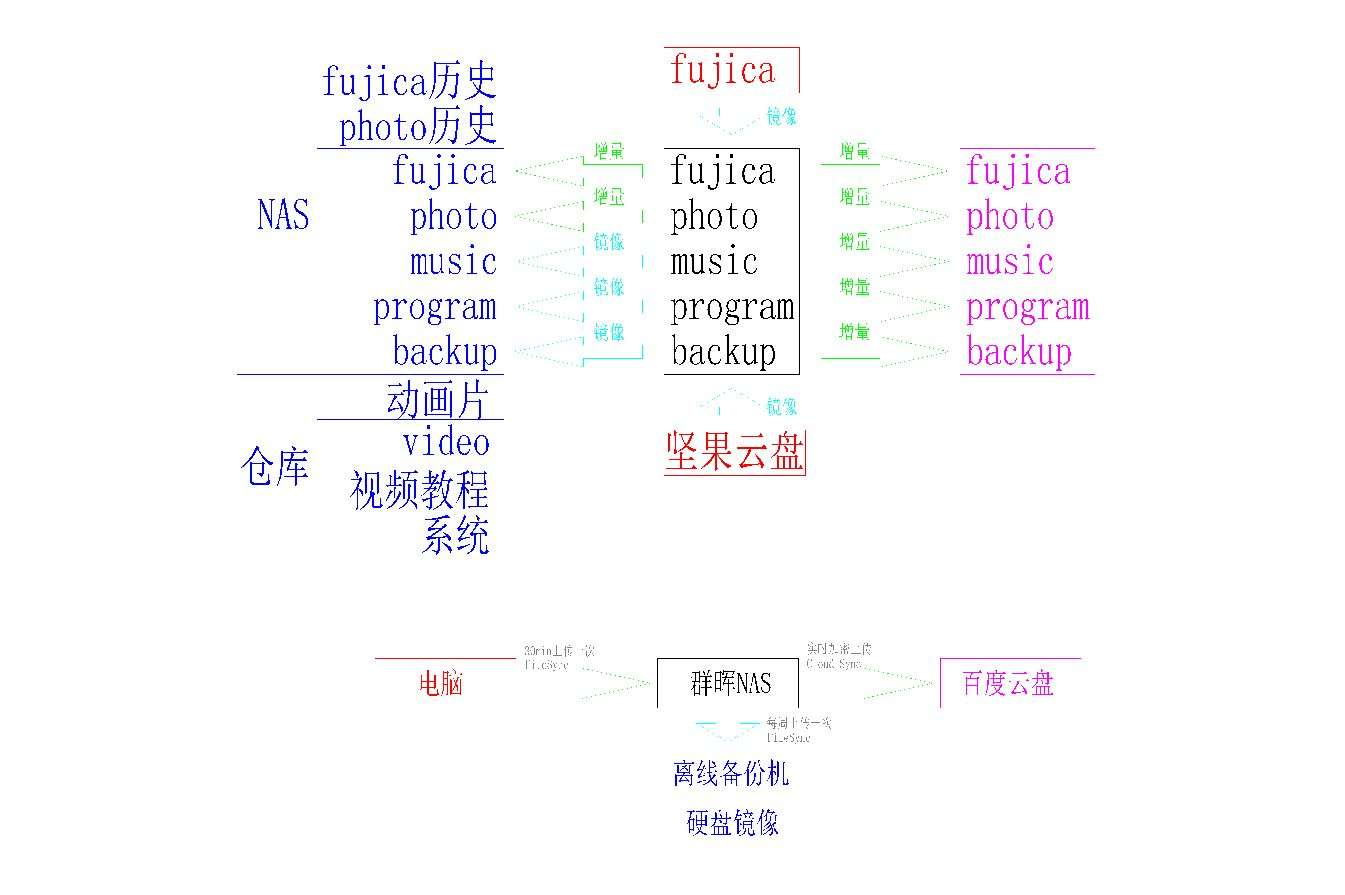 fujica
镜像
fujica历史
photo历史
NAS
fujica
photo
music
program
backup
增量
增量
镜像
镜像
镜像
fujica
photo
music
program
backup
增量
增量
增量
增量
增量
fujica
photo
music
program
backup
镜像
坚果云盘
仓库
动画片
video
视频教程
系统
电脑
30min上传一次
FileSync
群晖NAS
实时加密上传
Cloud Sync
百度云盘
每周上传一次
FileSync
离线备份机
硬盘镜像